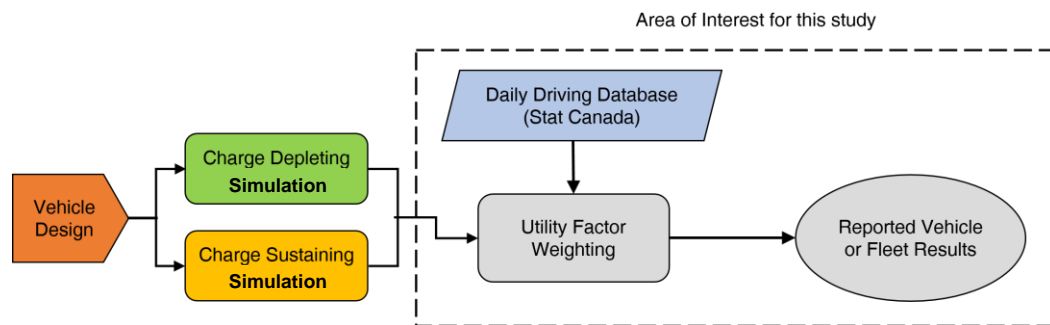 Area of Interest for this study
Daily Driving Database
(Stat Canada)
Charge Depleting
Simulation
Vehicle
Design
Utility Factor
Weighting
Reported Vehicle
or Fleet Results
Charge Sustaining
Simulation